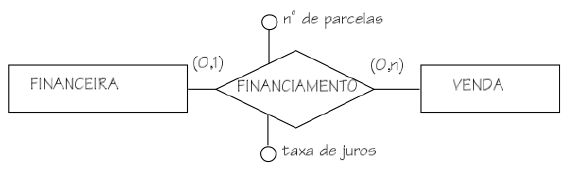 nº de parcelas
(0,1)
(0,n)
FINANCEIRA
FINANCIAMENTO
VENDA
taxa de juros